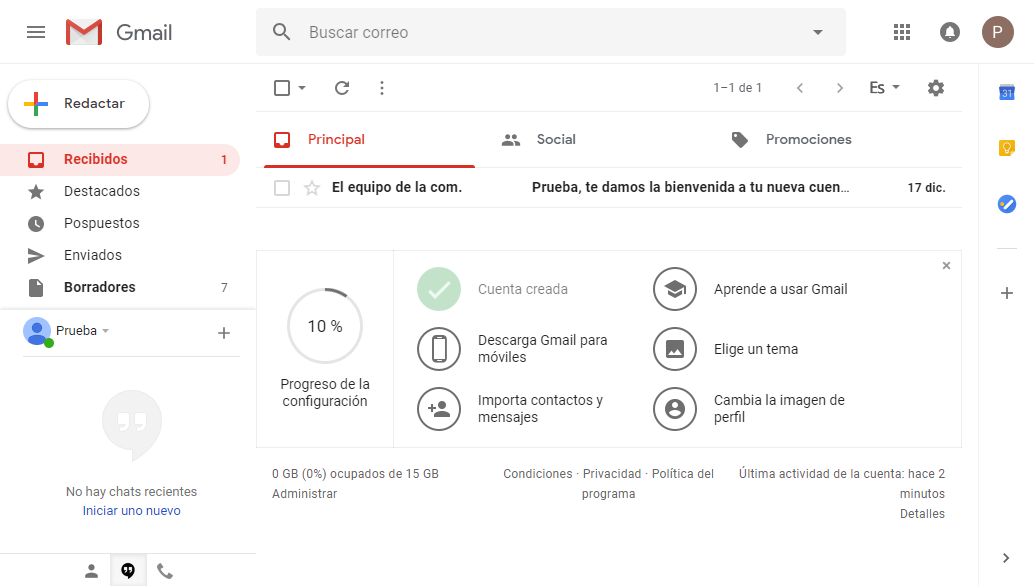 Gmail
Buscar correo
P
Redactar
1–1 de 1
Es
31
Recibidos 1
Destacados
Pospuestos
Enviados
Borradores 7
Prueba
No hay chats recientes
Iniciar uno nuevo
Principal
Social
Promociones
El equipo de la com. Prueba, te damos la bienvenida a tu nueva cuen… 17 dic.
10 %
Progreso de la
configuración
Cuenta creada
Aprende a usar Gmail
Descarga Gmail para
móviles
Elige un tema
Importa contactos y
mensajes
Cambia la imagen de
perfil
0 GB (0%) ocupados de 15 GB
Administrar
Condiciones · Privacidad · Política del
programa
Última actividad de la cuenta: hace 2
minutos
Detalles